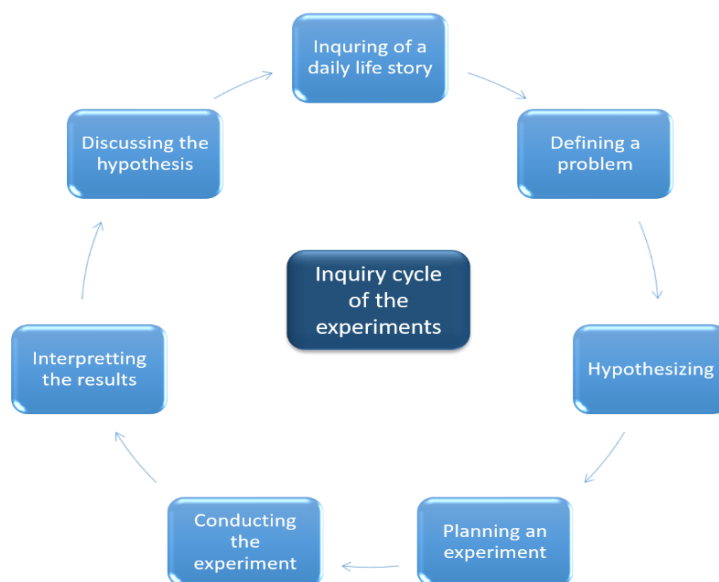 Inquring of a
daily life story
Defining a
problem
Hypothesizing
Planning an
experiment
Conducting
the
experiment
Interpretting
the results
Discussing the
hypothesis
Inquiry cycle
of the
experiments